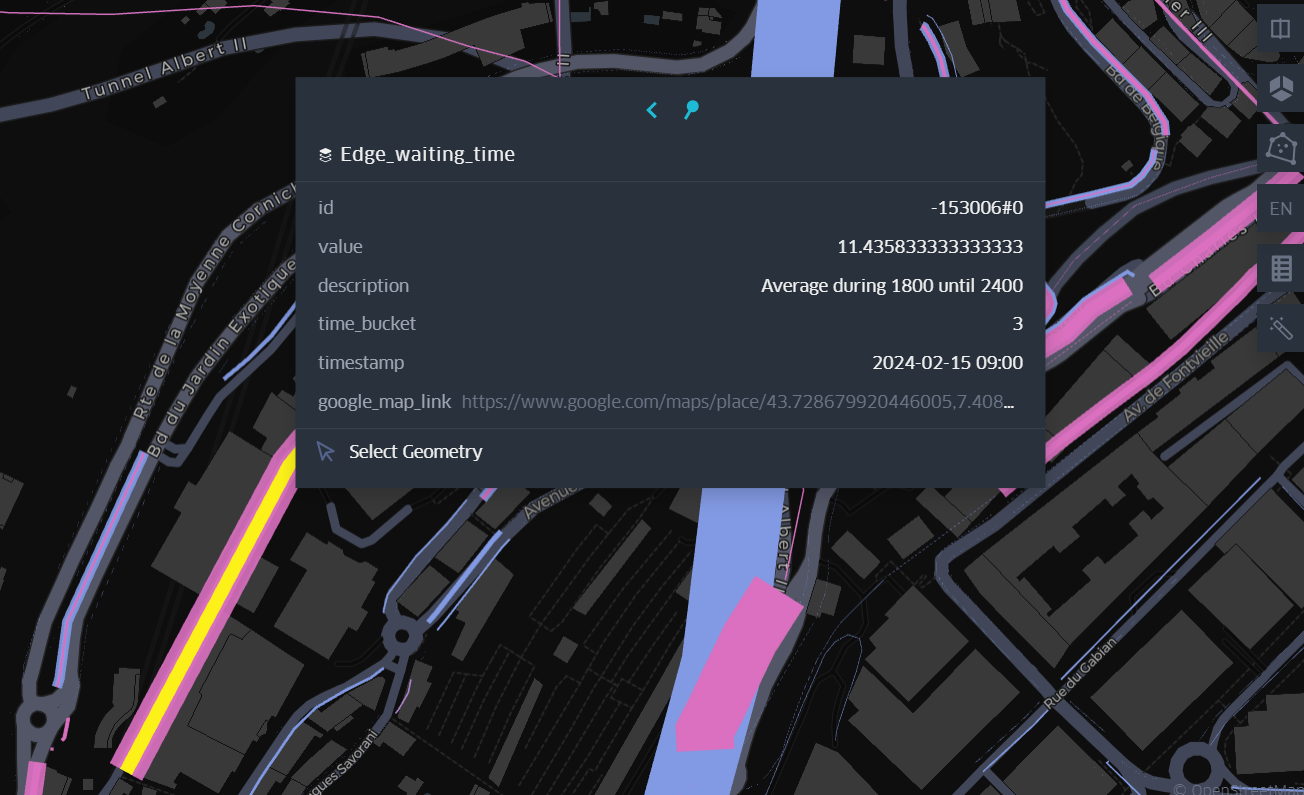 Tunnel Albert II
II
Bd de Belgique
Edge_waiting_time
id -153006#0
value 11.435833333333333
description Average during 1800 until 2400
time_bucket 3
timestamp 2024-02-15 09:00
google_map_link https://www.google.com/maps/place/43.728679920446005,7.408...
Select Geometry
EN
Rte de la Moyenne Cornich
Bd du Jardin Exotique
Av. de Fontvieille
Avenue
Albert II
Rue du Gabian
gues Savorani
© OpenStreetMap